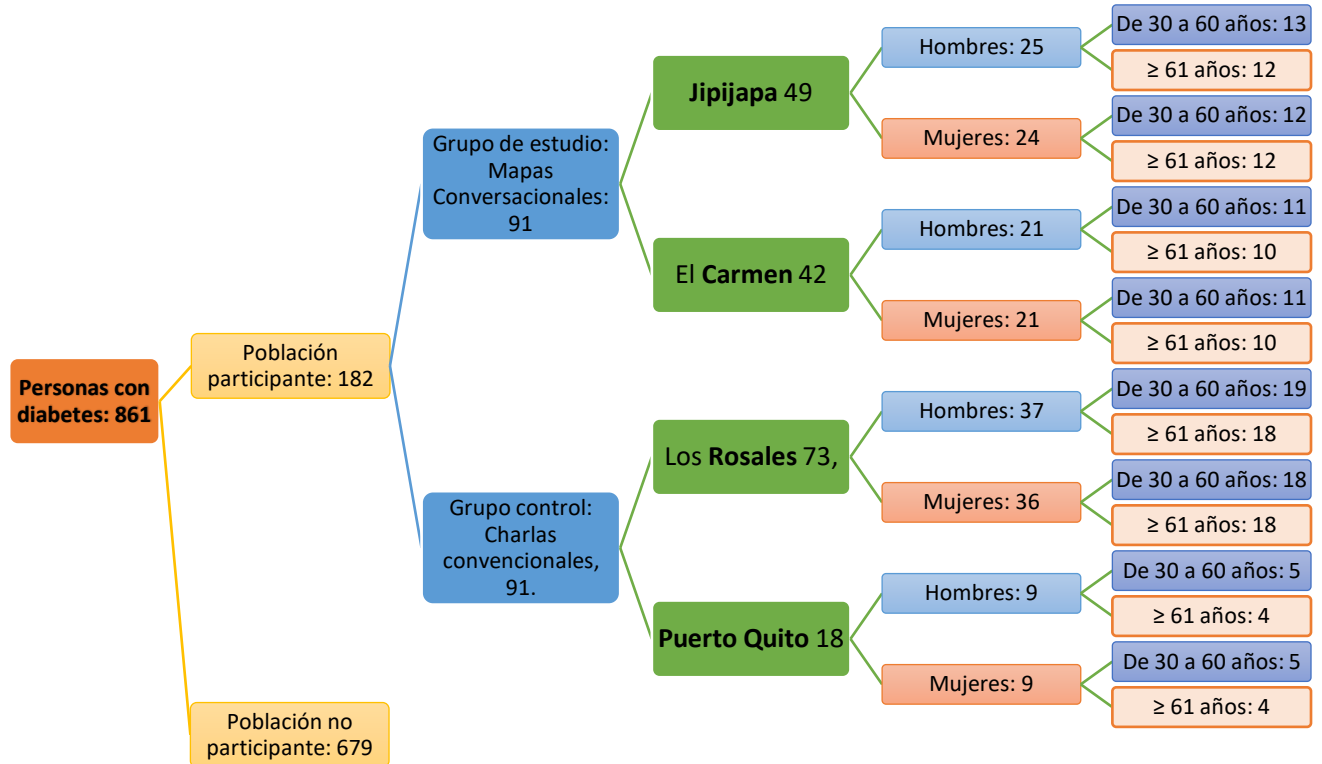 Personas con
diabetes: 861
Población
participante: 182
Población no
participante: 679
Grupo de estudio:
Mapas
Conversacionales:
91
Grupo control:
Charlas
convencionales,
91.
Jipijapa 49
El Carmen 42
Los Rosales 73,
Puerto Quito 18
Hombres: 25
Mujeres: 24
Hombres: 21
Mujeres: 21
Hombres: 37
Mujeres: 36
Hombres: 9
Mujeres: 9
De 30 a 60 años: 13
≥ 61 años: 12
De 30 a 60 años: 12
≥ 61 años: 12
De 30 a 60 años: 11
≥ 61 años: 10
De 30 a 60 años: 11
≥ 61 años: 10
De 30 a 60 años: 19
≥ 61 años: 18
De 30 a 60 años: 18
≥ 61 años: 18
De 30 a 60 años: 5
≥ 61 años: 4
De 30 a 60 años: 5
≥ 61 años: 4